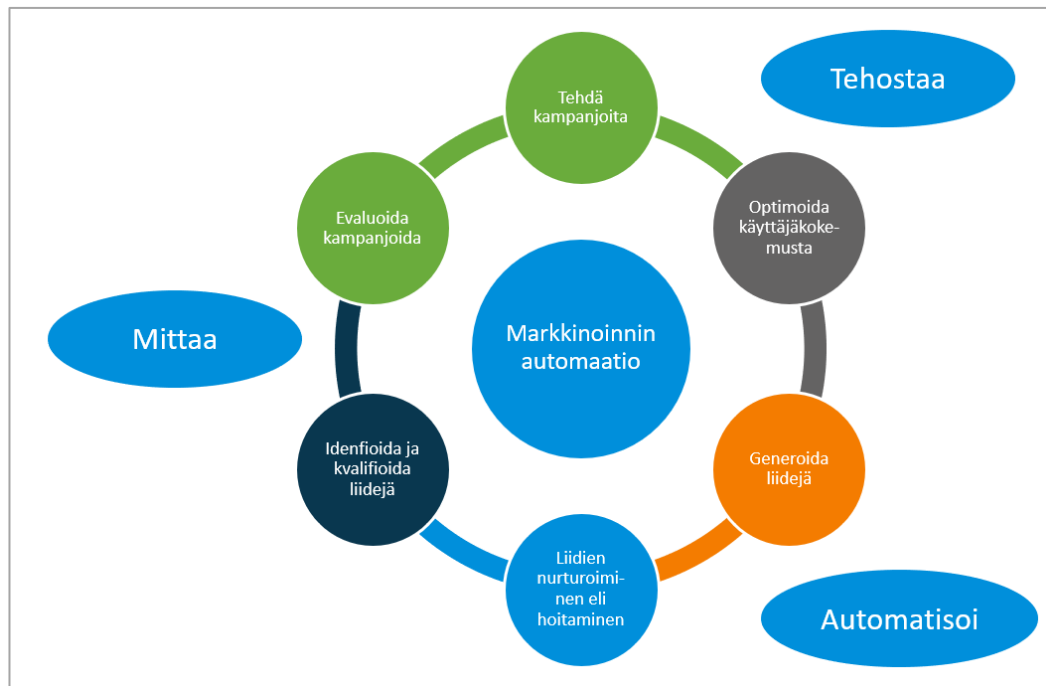 Tehostaa
Tehdä
kampanjoita
Optimoida
käyttäjäkoke-
musta
Evaluoida
kampanjoida
Mittaa
Markkinoinnin
automaatio
Idenfioida ja
kvalifioida
liidejä
Generoida
liidejä
Liidien
nurturoimi-
nen eli
hoitaminen
Automatisoi